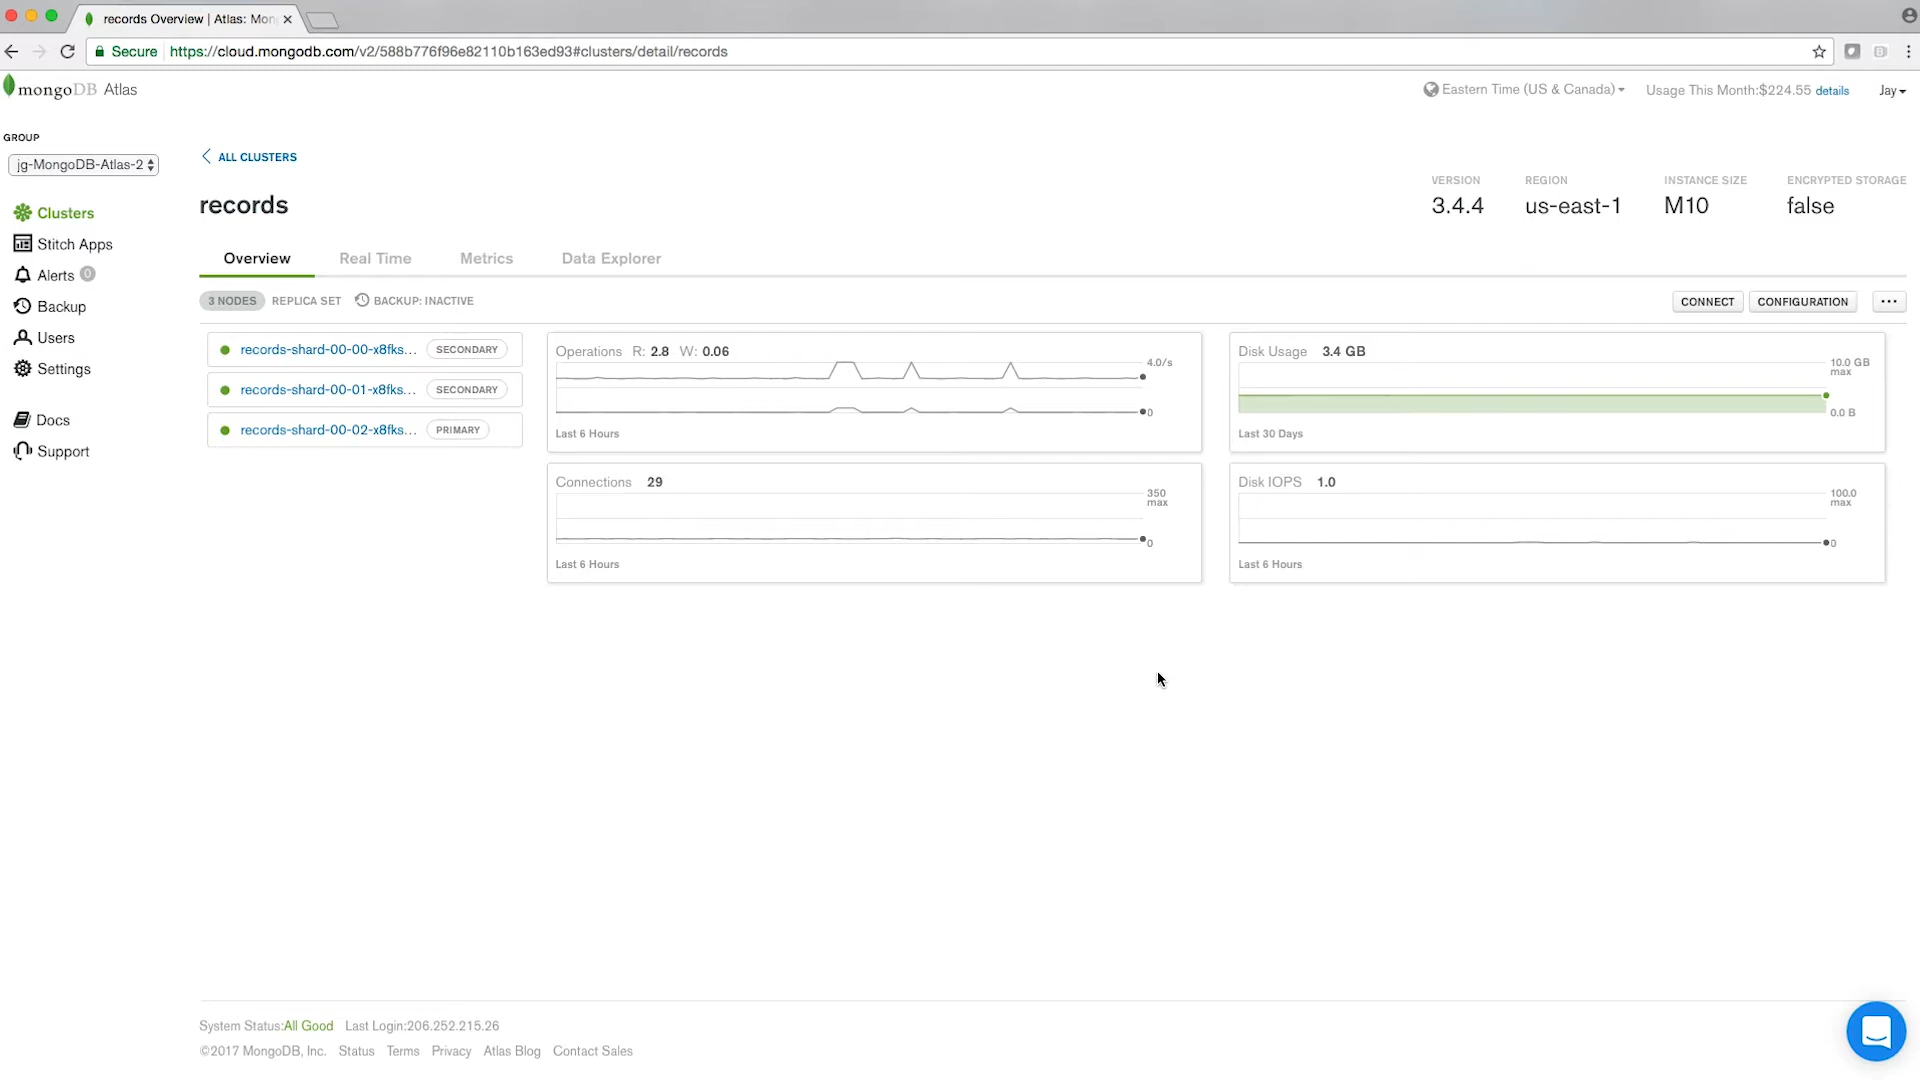 records Overview | Atlas: Mon
Secure https://cloud.mongodb.com/v2/588b776f96e82110b163ed93#clusters/detail/records
mongoDB Atlas
Eastern Time (US & Canada) Usage This Month:$224.55 details Jay
GROUP
jg-MongoDB-Atlas-2
Clusters
Stitch Apps
Alerts 0
Backup
Users
Settings
Docs
Support
ALL CLUSTERS
records
VERSION
3.4.4
REGION
us-east-1
INSTANCE SIZE
M10
ENCRYPTED STORAGE
false
Overview Real Time Metrics Data Explorer
3 NODES REPLICA SET BACKUP: INACTIVE
CONNECT CONFIGURATION ...
records-shard-00-00-x8fks... SECONDARY
records-shard-00-01-x8fks... SECONDARY
records-shard-00-02-x8fks... PRIMARY
Operations R: 2.8 W: 0.06
4.0/s
0
Last 6 Hours
Disk Usage 3.4 GB
10.0 GB
max
0.0 B
Last 30 Days
Connections 29
350
max
0
Last 6 Hours
Disk IOPS 1.0
100.0
max
0
Last 6 Hours
System Status:All Good Last Login:206.252.215.26
©2017 MongoDB, Inc. Status Terms Privacy Atlas Blog Contact Sales